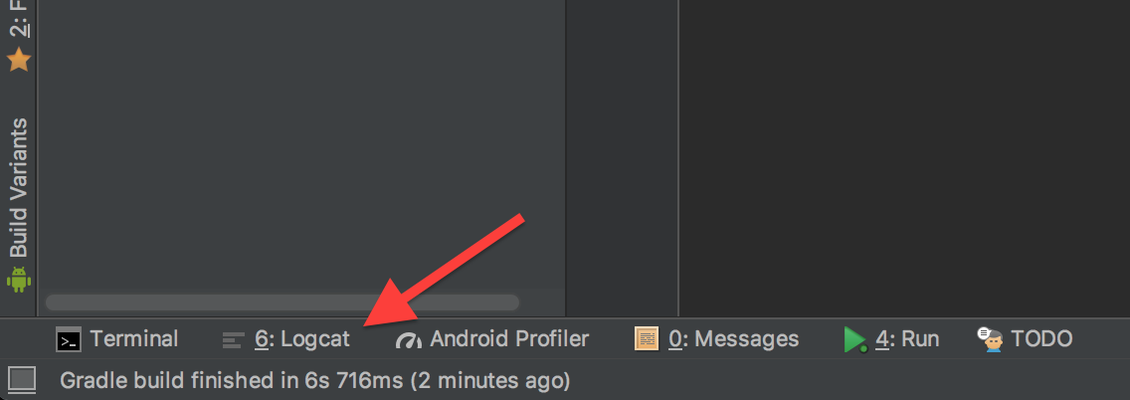 2: F
Build Variants
Terminal
6: Logcat
Android Profiler
0: Messages
4: Run
TODO
Gradle build finished in 6s 716ms (2 minutes ago)